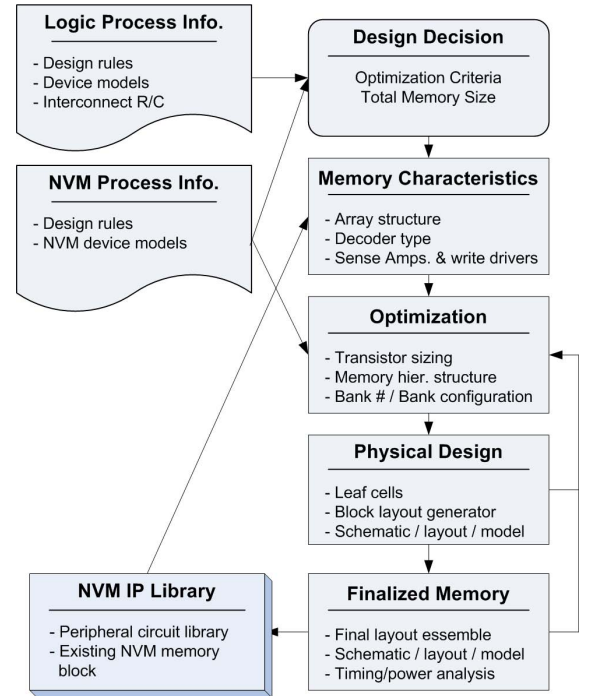 Logic Process Info.
- Design rules
- Device models
- Interconnect R/C
Design Decision
Optimization Criteria
Total Memory Size
NVM Process Info.
- Design rules
- NVM device models
Memory Characteristics
- Array structure
- Decoder type
- Sense Amps. & write drivers
Optimization
- Transistor sizing
- Memory hier. structure
- Bank # / Bank configuration
Physical Design
- Leaf cells
- Block layout generator
- Schematic / layout / model
NVM IP Library
- Peripheral circuit library
- Existing NVM memory
block
Finalized Memory
- Final layout essemble
- Schematic / layout / model
- Timing/power analysis